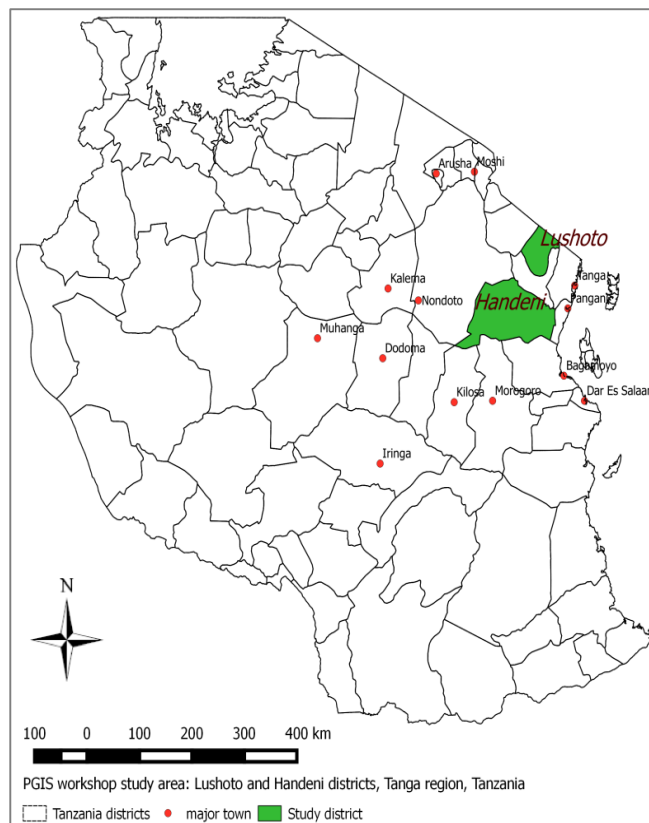 Arusha Moshi
Lushoto
Kalema
Tanga
Nondoto
Handeni
Pangani
Muhanga
Dodoma
Bagamoyo
Kilosa
Morogoro
Dar Es Salaam
Iringa
N
100 0 100 200 300 400 km
PGIS workshop study area: Lushoto and Handeni districts, Tanga region, Tanzania
Tanzania districts major town Study district